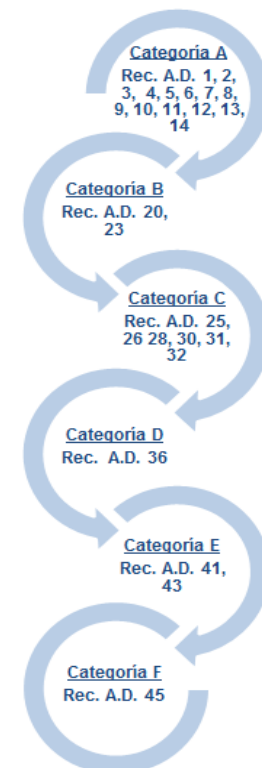 Categoría A
Rec. A.D. 1, 2,
3, 4, 5, 6, 7, 8,
9, 10, 11, 12, 13,
14
Categoría B
Rec. A.D. 20,
23
Categoría C
Rec. A.D. 25,
26 28, 30, 31,
32
Categoría D
Rec. A.D. 36
Categoría E
Rec. A.D. 41,
43
Categoría F
Rec. A.D. 45